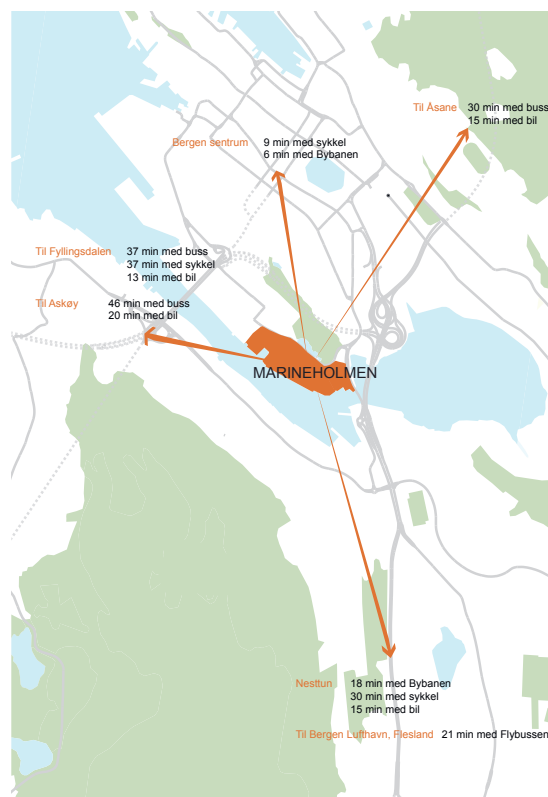 Til Åsane 30 min med buss
15 min med bil
Bergen sentrum 9 min med sykkel
6 min med Bybanen
Til Fyllingsdalen 37 min med buss
37 min med sykkel
13 min med bil
Til Askøy 46 min med buss
20 min med bil
MARINEHOLMEN
Nesttun 18 min med Bybanen
30 min med sykkel
15 min med bil
Til Bergen Lufthavn, Flesland 21 min med Flybussen